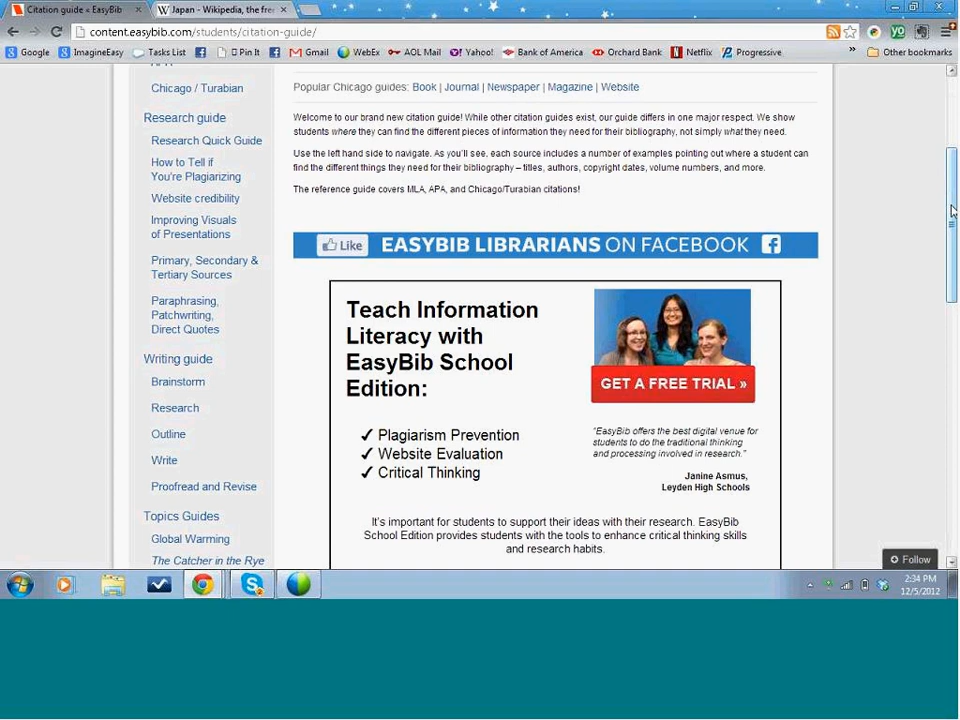 Citation guide « EasyBib
Japan - Wikipedia, the free
content.easybib.com/students/citation-guide/
Google
ImagineEasy
Tasks List
Pin It
Gmail
WebEx
AOL Mail
Yahoo!
Bank of America
Orchard Bank
Netflix
Progressive
»
Other bookmarks
Chicago / Turabian
Research guide
Research Quick Guide
How to Tell if
You're Plagiarizing
Website credibility
Improving Visuals
of Presentations
Primary, Secondary &
Tertiary Sources
Paraphrasing,
Patchwriting,
Direct Quotes
Writing guide
Brainstorm
Research
Outline
Write
Proofread and Revise
Topics Guides
Global Warming
The Catcher in the Rye
Popular Chicago guides: Book | Journal | Newspaper | Magazine | Website
Welcome to our brand new citation guide! While other citation guides exist, our guide differs in one major respect. We show
students where they can find the different pieces of information they need for their bibliography, not simply what they need.
Use the left hand side to navigate. As you'll see, each source includes a number of examples pointing out where a student can
find the different things they need for their bibliography – titles, authors, copyright dates, volume numbers, and more.
The reference guide covers MLA, APA, and Chicago/Turabian citations!
Like EASYBIB LIBRARIANS ON FACEBOOK f
Teach Information
Literacy with
EasyBib School
Edition:
✓ Plagiarism Prevention
✓ Website Evaluation
✓ Critical Thinking
GET A FREE TRIAL »
"EasyBib offers the best digital venue for
students to do the traditional thinking
and processing involved in research."
Janine Asmus,
Leyden High Schools
It's important for students to support their ideas with their research. EasyBib
School Edition provides students with the tools to enhance critical thinking skills
and research habits.
Follow
2:34 PM
12/5/2012